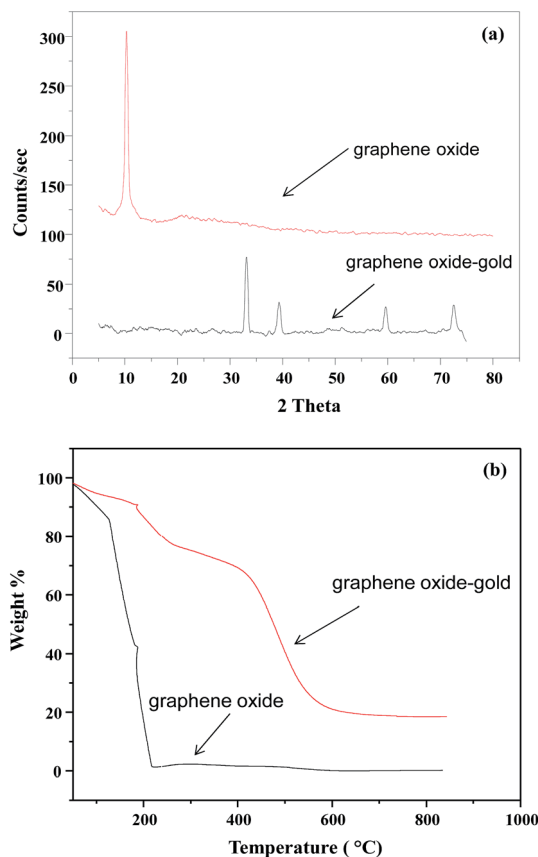 (a)
300
250
200
150
100
50
0
Counts/sec
graphene oxide
graphene oxide-gold
0 10 20 30 40 50 60 70 80
2 Theta
(b)
100
80
60
40
20
0
Weight %
graphene oxide-gold
graphene oxide
200 400 600 800 1000
Temperature ( °C)